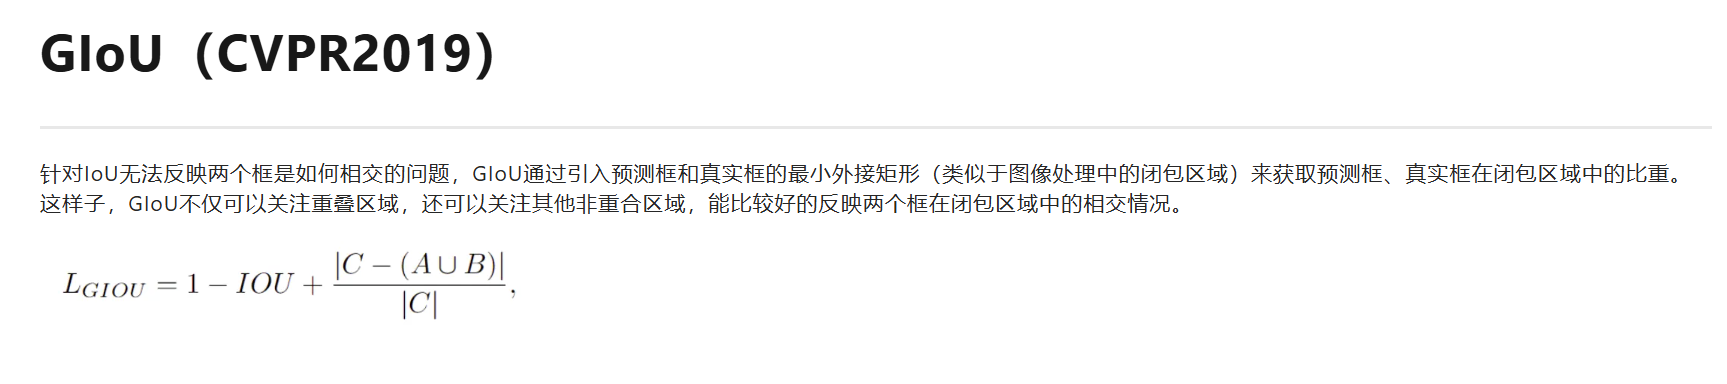 GIoU（CVPR2019）
针对IoU无法反映两个框是如何相交的问题，GIoU通过引入预测框和真实框的最小外接矩形（类似于图像处理中的闭包区域）来获取预测框、真实框在闭包区域中的比重。
这样子，GIoU不仅可以关注重叠区域，还可以关注其他非重合区域，能比较好的反映两个框在闭包区域中的相交情况。
$L_{GIOU} = 1 - IOU + \frac{|C - (A \cup B)|}{|C|},$